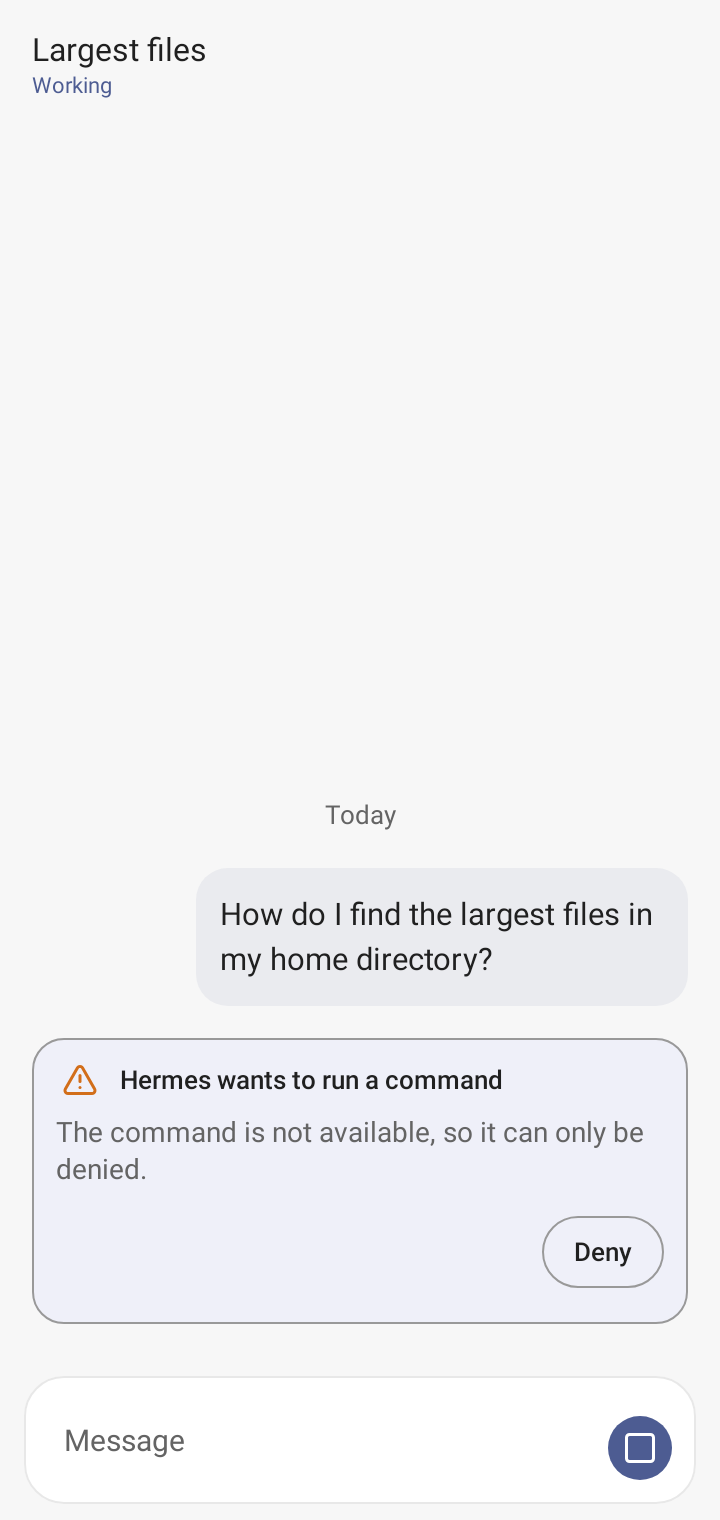 Largest files
Working
Today
How do I find the largest files in
my home directory?
Hermes wants to run a command
The command is not available, so it can only be
denied.
Deny
Message